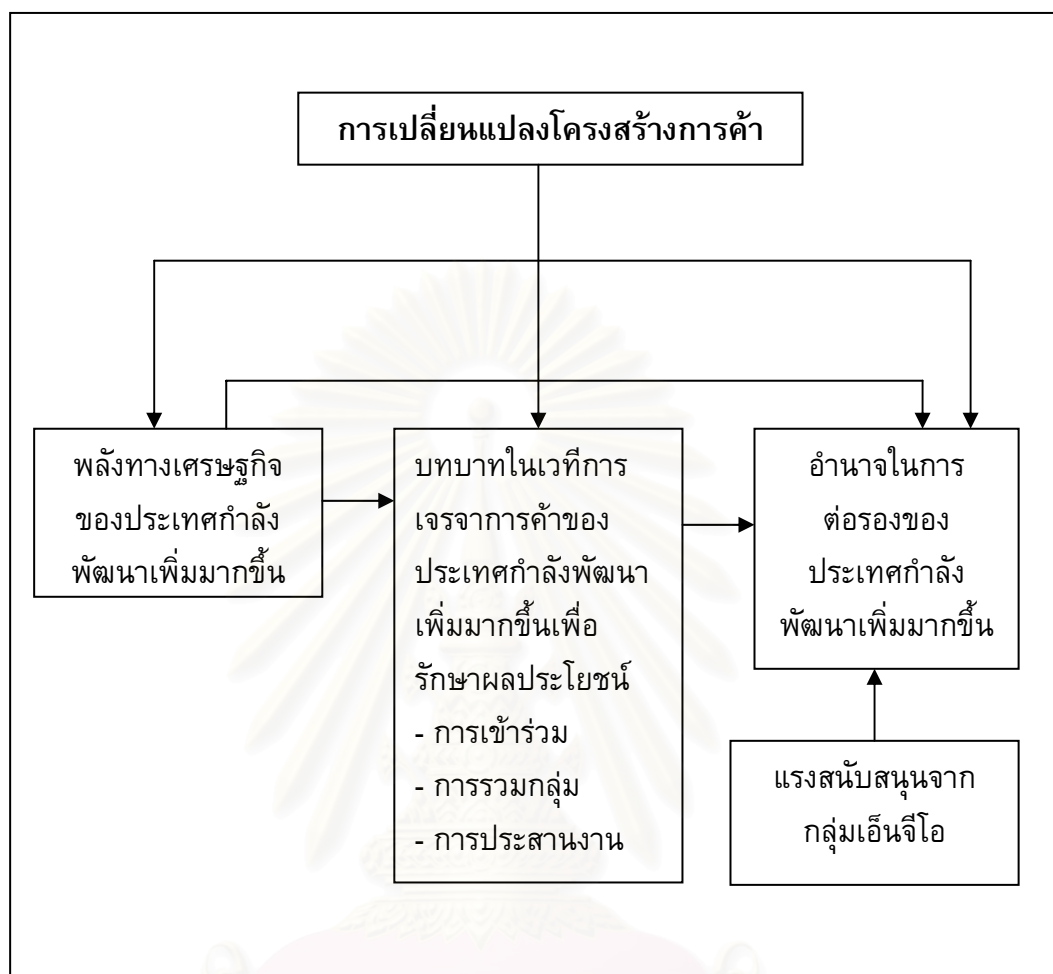 การเปลี่ยนแปลงโครงสร้างการค้า
พลังทางเศรษฐกิจ
ของประเทศกำลัง
พัฒนาเพิ่มมากขึ้น
บทบาทในเวทีการ
เจรจาการค้าของ
ประเทศกำลังพัฒนา
เพิ่มมากขึ้นเพื่อ
รักษาผลประโยชน์
- การเข้าร่วม
- การรวมกลุ่ม
- การประสานงาน
อำนาจในการ
ต่อรองของ
ประเทศกำลัง
พัฒนาเพิ่มมากขึ้น
แรงสนับสนุนจาก
กลุ่มเอ็นจีโอ